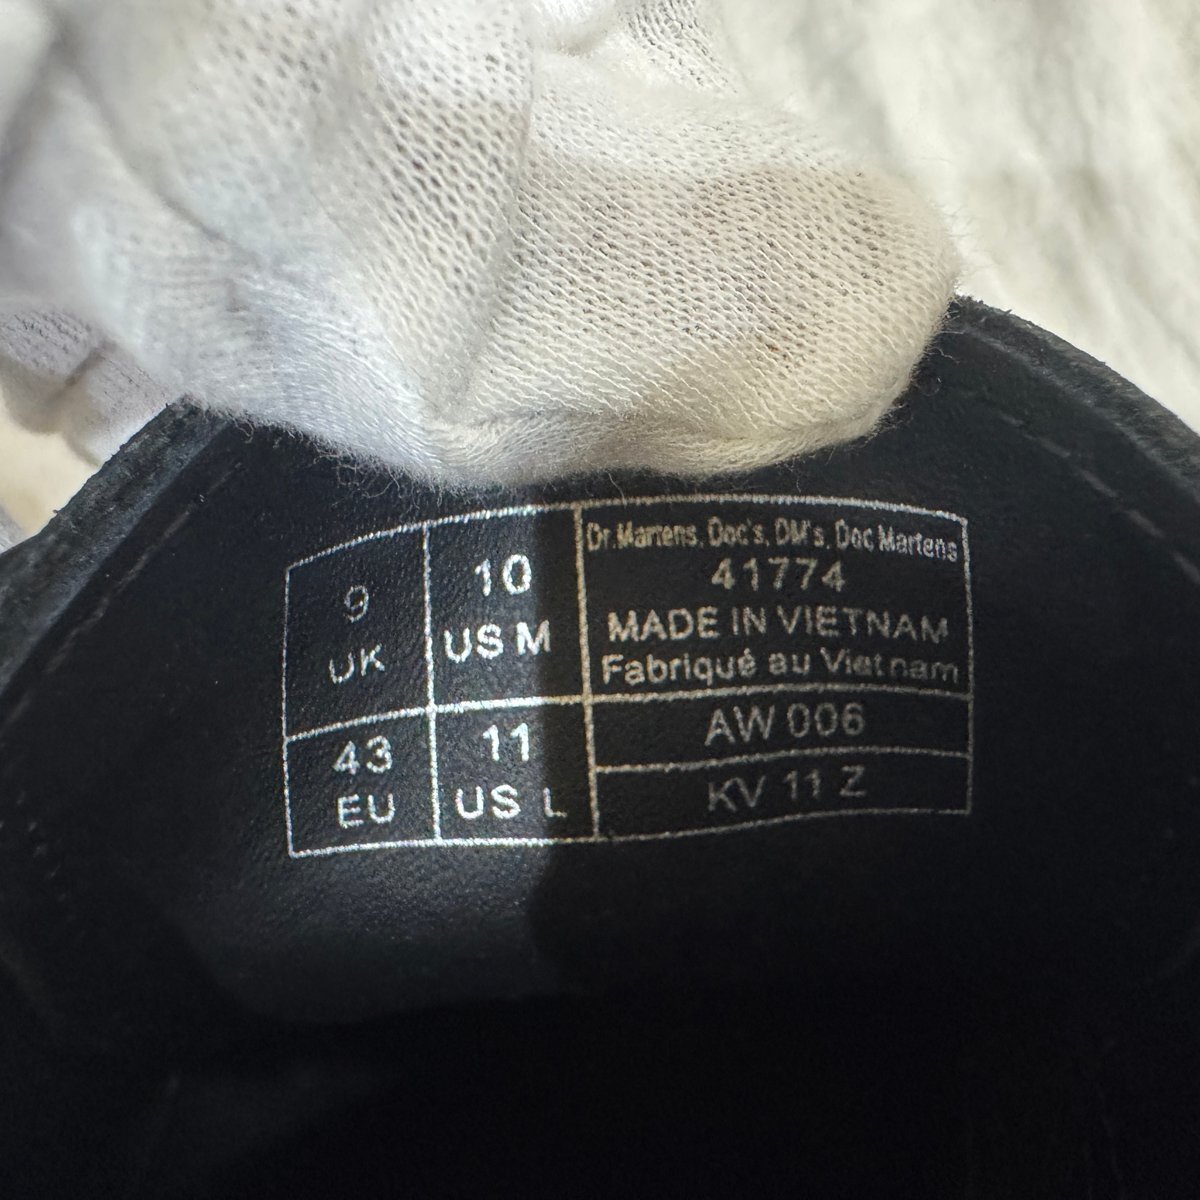 9
UK
10
US M
Dr.Martens, Doc's, DM's, Doc Martens
41774
MADE IN VIETNAM
Fabriqué au Vietnam
43
EU
11
US L
AW 006
KV 11 Z